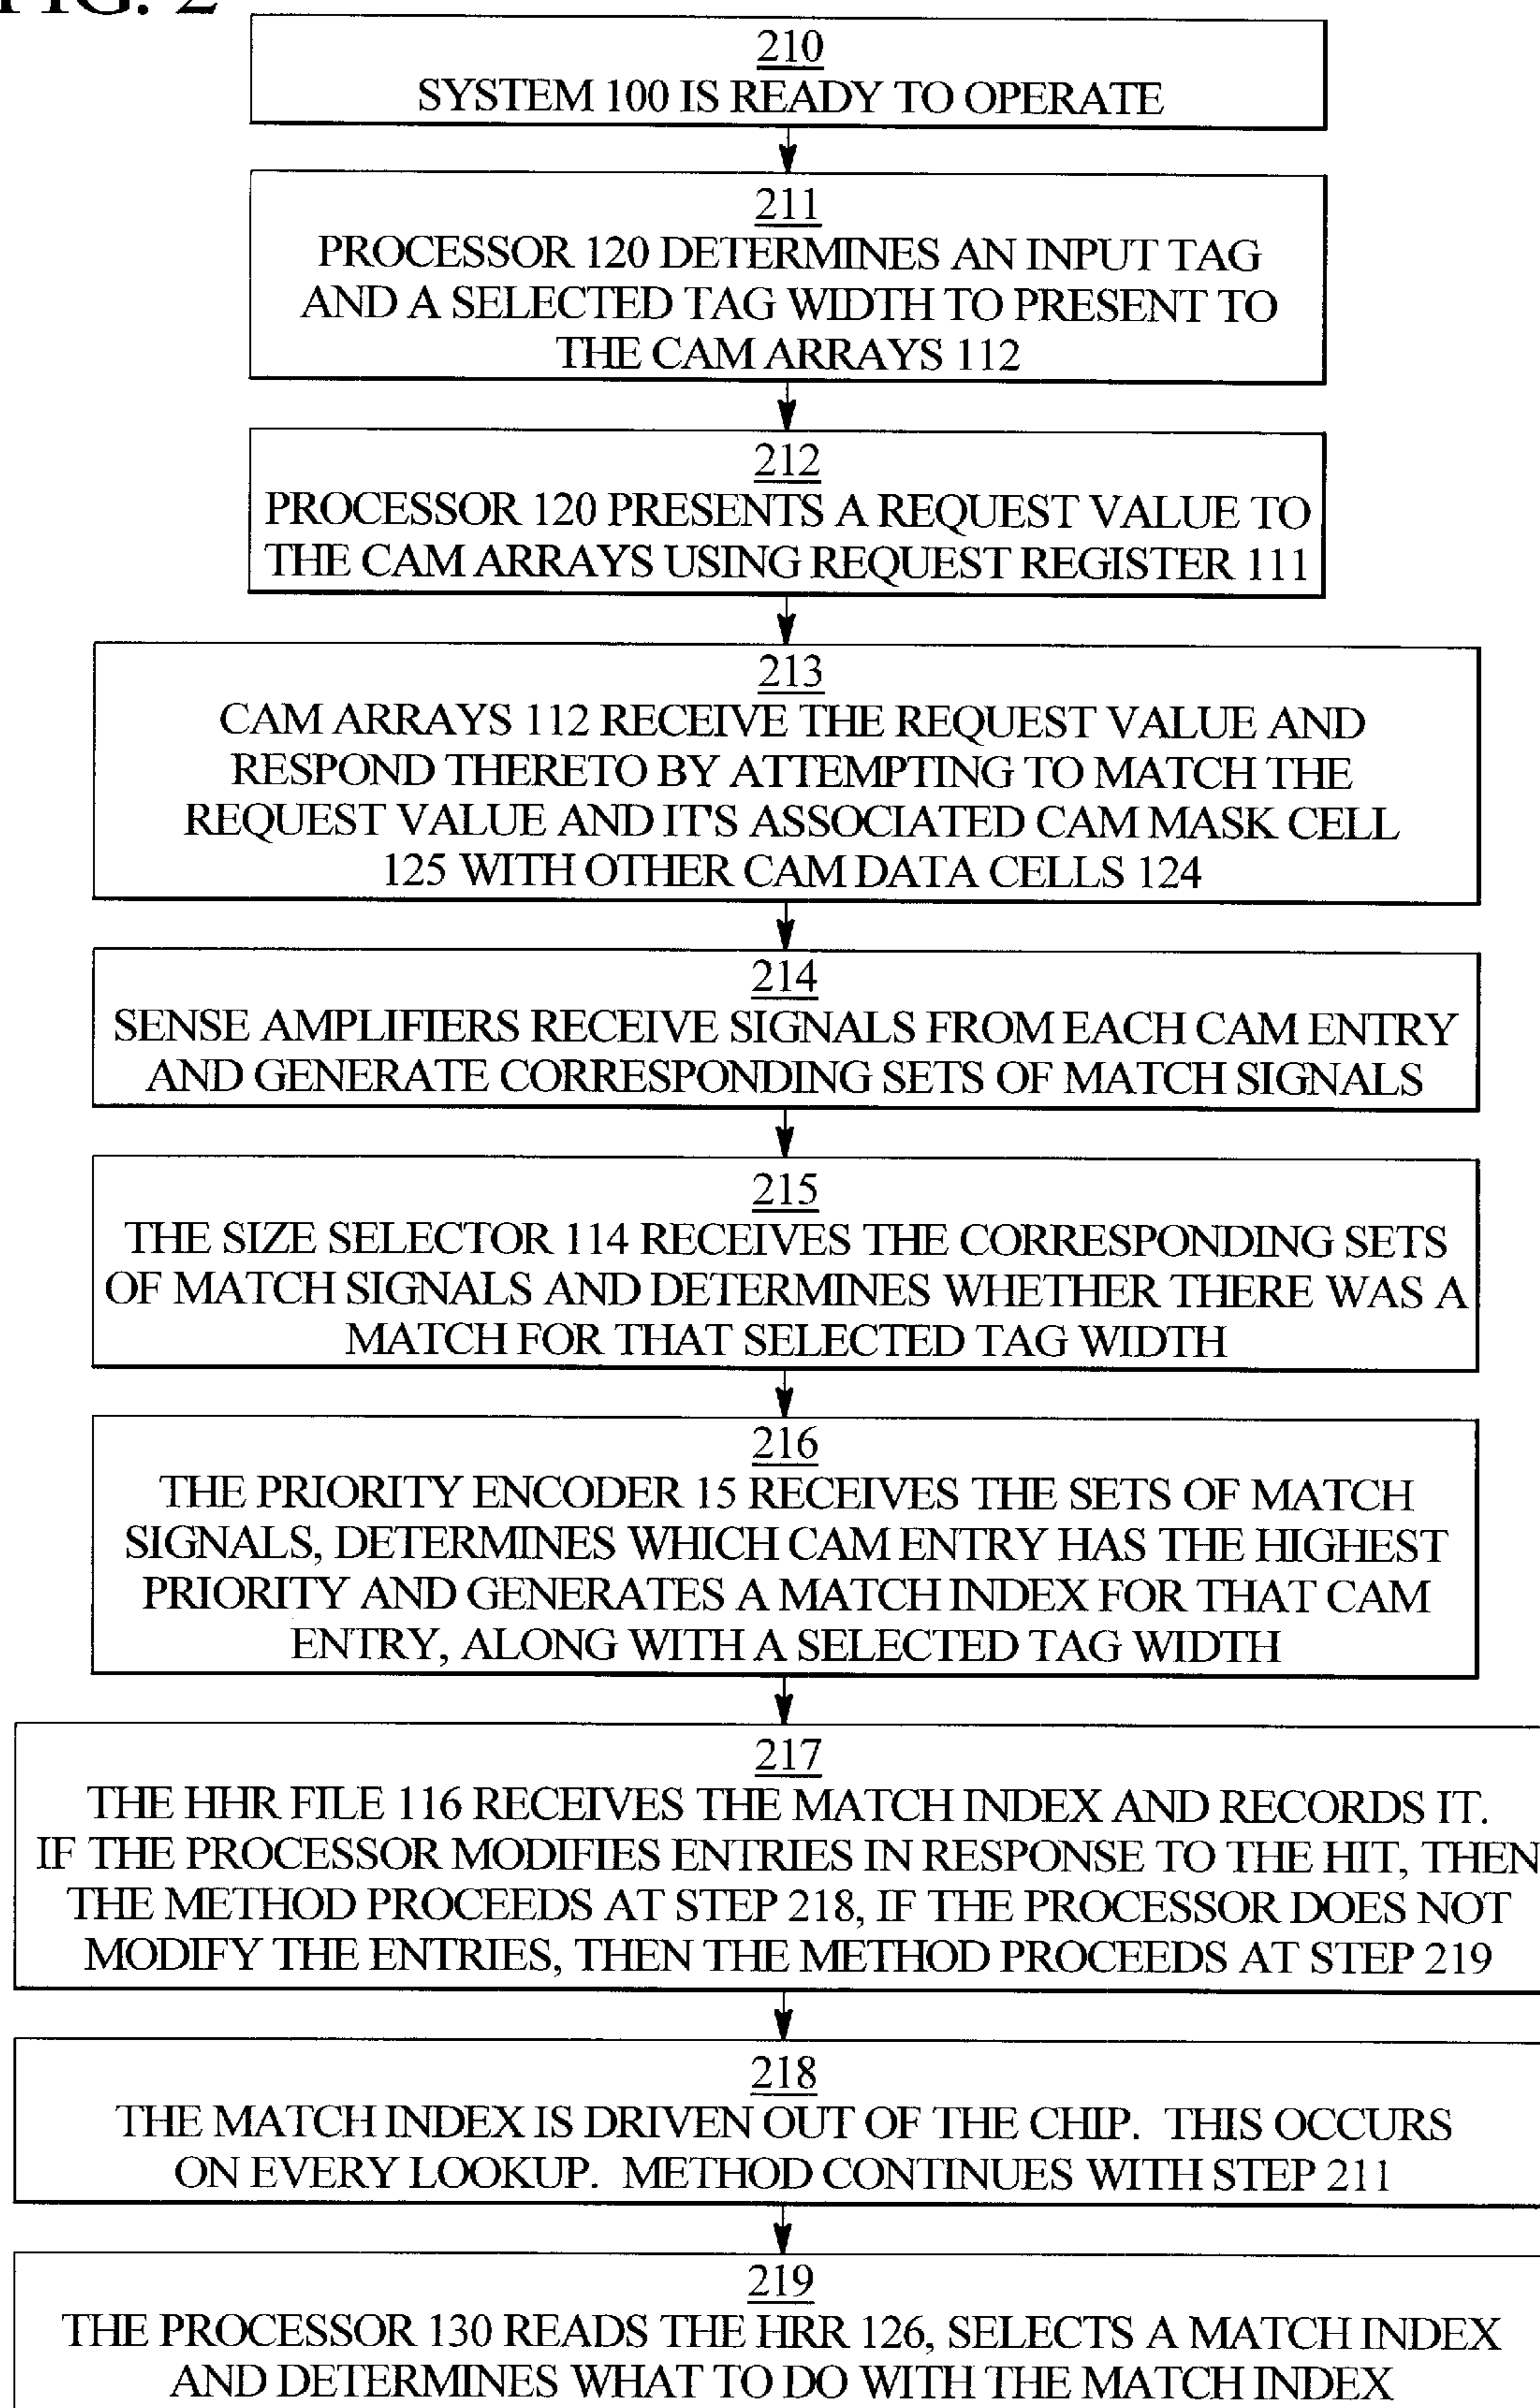 FIG. 2
210
SYSTEM 100 IS READY TO OPERATE
211
PROCESSOR 120 DETERMINES AN INPUT TAG
AND A SELECTED TAG WIDTH TO PRESENT TO
THE CAM ARRAYS 112
212
PROCESSOR 120 PRESENTS A REQUEST VALUE TO
THE CAM ARRAYS USING REQUEST REGISTER 111
213
CAM ARRAYS 112 RECEIVE THE REQUEST VALUE AND
RESPOND THERETO BY ATTEMPTING TO MATCH THE
REQUEST VALUE AND IT'S ASSOCIATED CAM MASK CELL
125 WITH OTHER CAM DATA CELLS 124
214
SENSE AMPLIFIERS RECEIVE SIGNALS FROM EACH CAM ENTRY
AND GENERATE CORRESPONDING SETS OF MATCH SIGNALS
215
THE SIZE SELECTOR 114 RECEIVES THE CORRESPONDING SETS
OF MATCH SIGNALS AND DETERMINES WHETHER THERE WAS A
MATCH FOR THAT SELECTED TAG WIDTH
216
THE PRIORITY ENCODER 15 RECEIVES THE SETS OF MATCH
SIGNALS, DETERMINES WHICH CAM ENTRY HAS THE HIGHEST
PRIORITY AND GENERATES A MATCH INDEX FOR THAT CAM
ENTRY, ALONG WITH A SELECTED TAG WIDTH
217
THE HHR FILE 116 RECEIVES THE MATCH INDEX AND RECORDS IT.
IF THE PROCESSOR MODIFIES ENTRIES IN RESPONSE TO THE HIT, THEN
THE METHOD PROCEEDS AT STEP 218, IF THE PROCESSOR DOES NOT
MODIFY THE ENTRIES, THEN THE METHOD PROCEEDS AT STEP 219
218
THE MATCH INDEX IS DRIVEN OUT OF THE CHIP. THIS OCCURS
ON EVERY LOOKUP. METHOD CONTINUES WITH STEP 211
219
THE PROCESSOR 130 READS THE HRR 126, SELECTS A MATCH INDEX
AND DETERMINES WHAT TO DO WITH THE MATCH INDEX